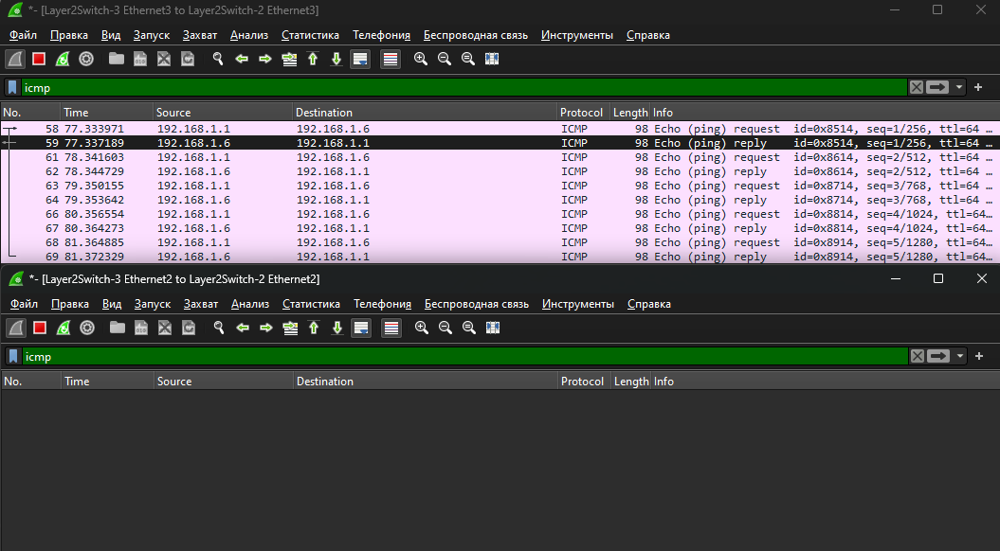 *- [Layer2Switch-3 Ethernet3 to Layer2Switch-2 Ethernet3]
Файл Правка Вид Запуск Захват Анализ Статистика Телефония Беспроводная связь Инструменты Справка
icmp
No. Time Source Destination Protocol Length Info
58 77.333971 192.168.1.1 192.168.1.6 ICMP 98 Echo (ping) request id=0x8514, seq=1/256, ttl=64 …
59 77.337189 192.168.1.6 192.168.1.1 ICMP 98 Echo (ping) reply id=0x8514, seq=1/256, ttl=64 …
61 78.341603 192.168.1.1 192.168.1.6 ICMP 98 Echo (ping) request id=0x8614, seq=2/512, ttl=64 …
62 78.344729 192.168.1.6 192.168.1.1 ICMP 98 Echo (ping) reply id=0x8614, seq=2/512, ttl=64 …
63 79.350155 192.168.1.1 192.168.1.6 ICMP 98 Echo (ping) request id=0x8714, seq=3/768, ttl=64 …
64 79.353642 192.168.1.6 192.168.1.1 ICMP 98 Echo (ping) reply id=0x8714, seq=3/768, ttl=64 …
66 80.356554 192.168.1.1 192.168.1.6 ICMP 98 Echo (ping) request id=0x8814, seq=4/1024, ttl=64…
67 80.364273 192.168.1.6 192.168.1.1 ICMP 98 Echo (ping) reply id=0x8814, seq=4/1024, ttl=64…
68 81.364885 192.168.1.1 192.168.1.6 ICMP 98 Echo (ping) request id=0x8914, seq=5/1280, ttl=64…
69 81.372329 192.168.1.6 192.168.1.1 ICMP 98 Echo (ping) reply id=0x8914, seq=5/1280, ttl=64…
*- [Layer2Switch-3 Ethernet2 to Layer2Switch-2 Ethernet2]
Файл Правка Вид Запуск Захват Анализ Статистика Телефония Беспроводная связь Инструменты Справка
icmp
No. Time Source Destination Protocol Length Info